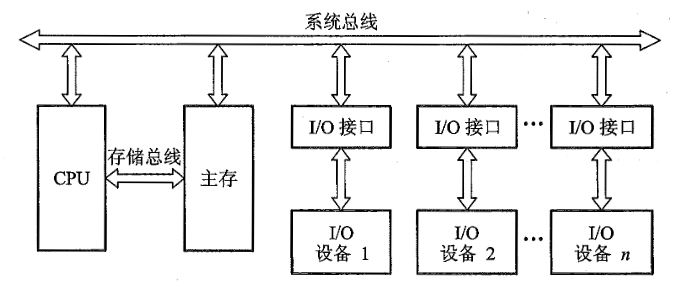 系统总线
存储总线
CPU
主存
I/O 接口
I/O 接口
…
I/O 接口
I/O
设备 1
I/O
设备 2
…
I/O
设备 n